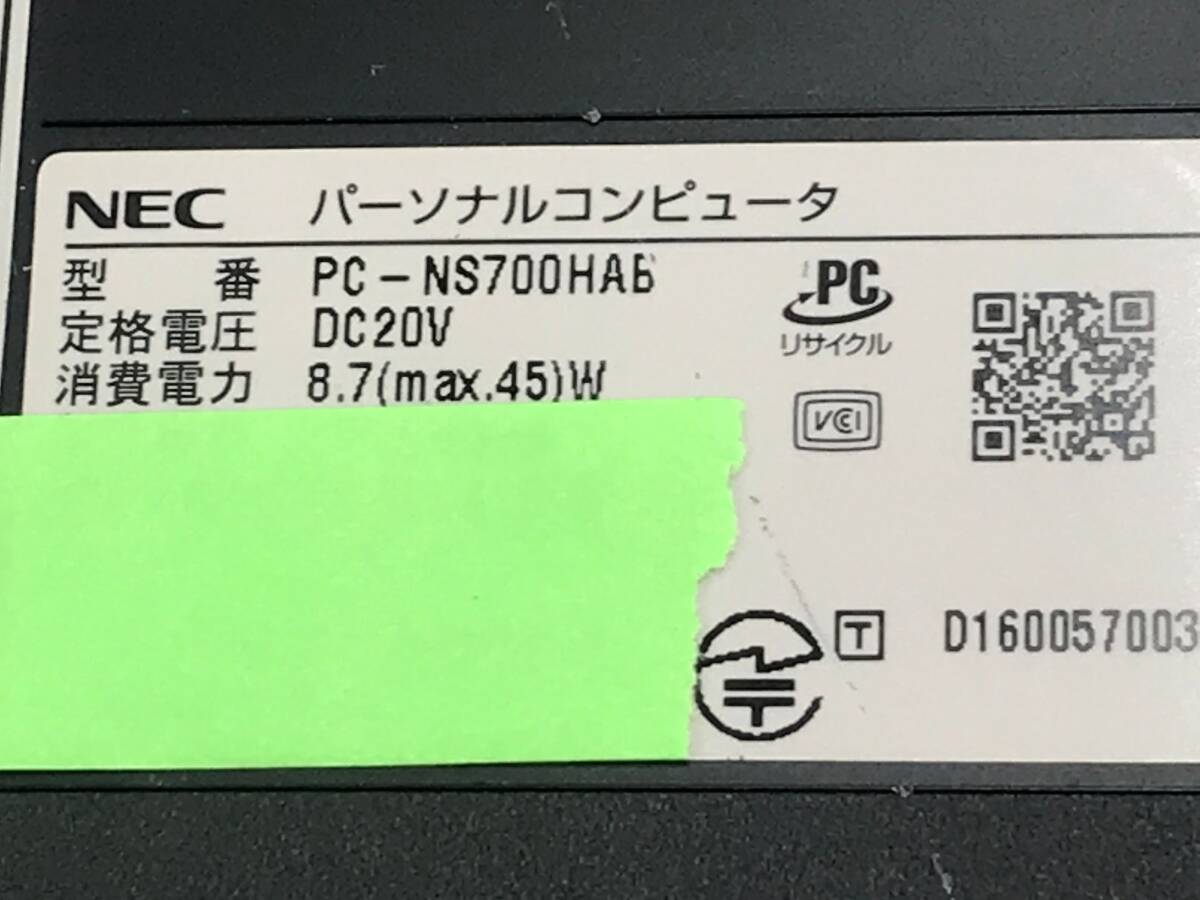 NEC パーソナルコンピュータ
型 番 PC-NS700HAB
定格電圧 DC20V
消費電力 8.7(max.45)W
PC
リサイクル
VCCI
T
D160057003